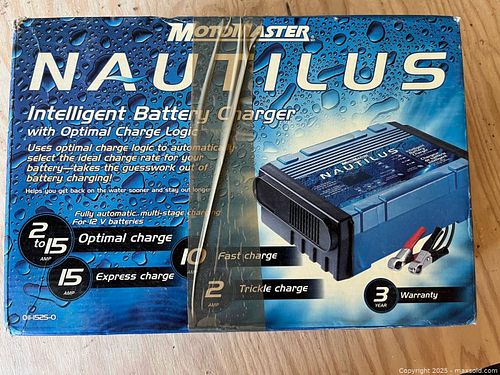 MOTOMASTER
NAUTILUS
Intelligent Battery Charger
with Optimal Charge Logic
Uses optimal charge logic to automatically
select the ideal charge rate for your
battery—takes the guesswork out of
battery charging!
Helps you get back on the water sooner and stay out longer
Fully automatic, multi-stage charging
For 12 V batteries
2 to 15 AMP Optimal charge
15 AMP Express charge
10 AMP Fast charge
2 AMP Trickle charge
NAUTILUS
3 YEAR Warranty
011-1525-0
Copyright 2025 - maxsold.com